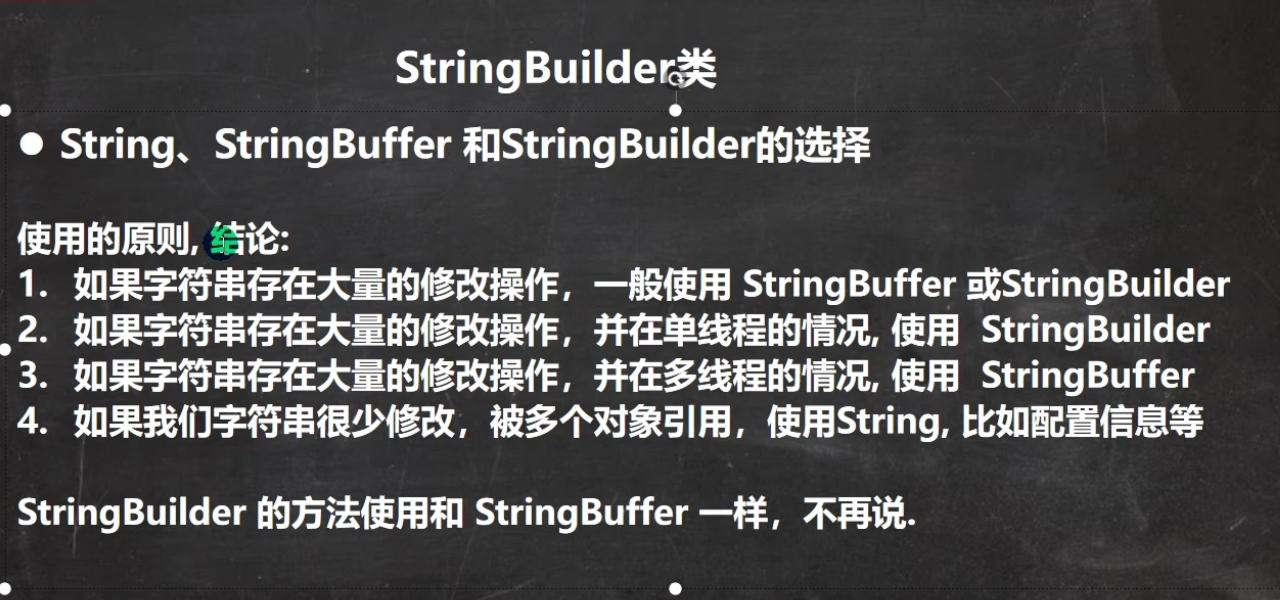 StringBuilder类
● String、StringBuffer 和StringBuilder的选择
使用的原则, 结论:
1. 如果字符串存在大量的修改操作，一般使用 StringBuffer 或StringBuilder
2. 如果字符串存在大量的修改操作，并在单线程的情况, 使用 StringBuilder
3. 如果字符串存在大量的修改操作，并在多线程的情况, 使用 StringBuffer
4. 如果我们字符串很少修改，被多个对象引用，使用String, 比如配置信息等
StringBuilder 的方法使用和 StringBuffer 一样，不再说.